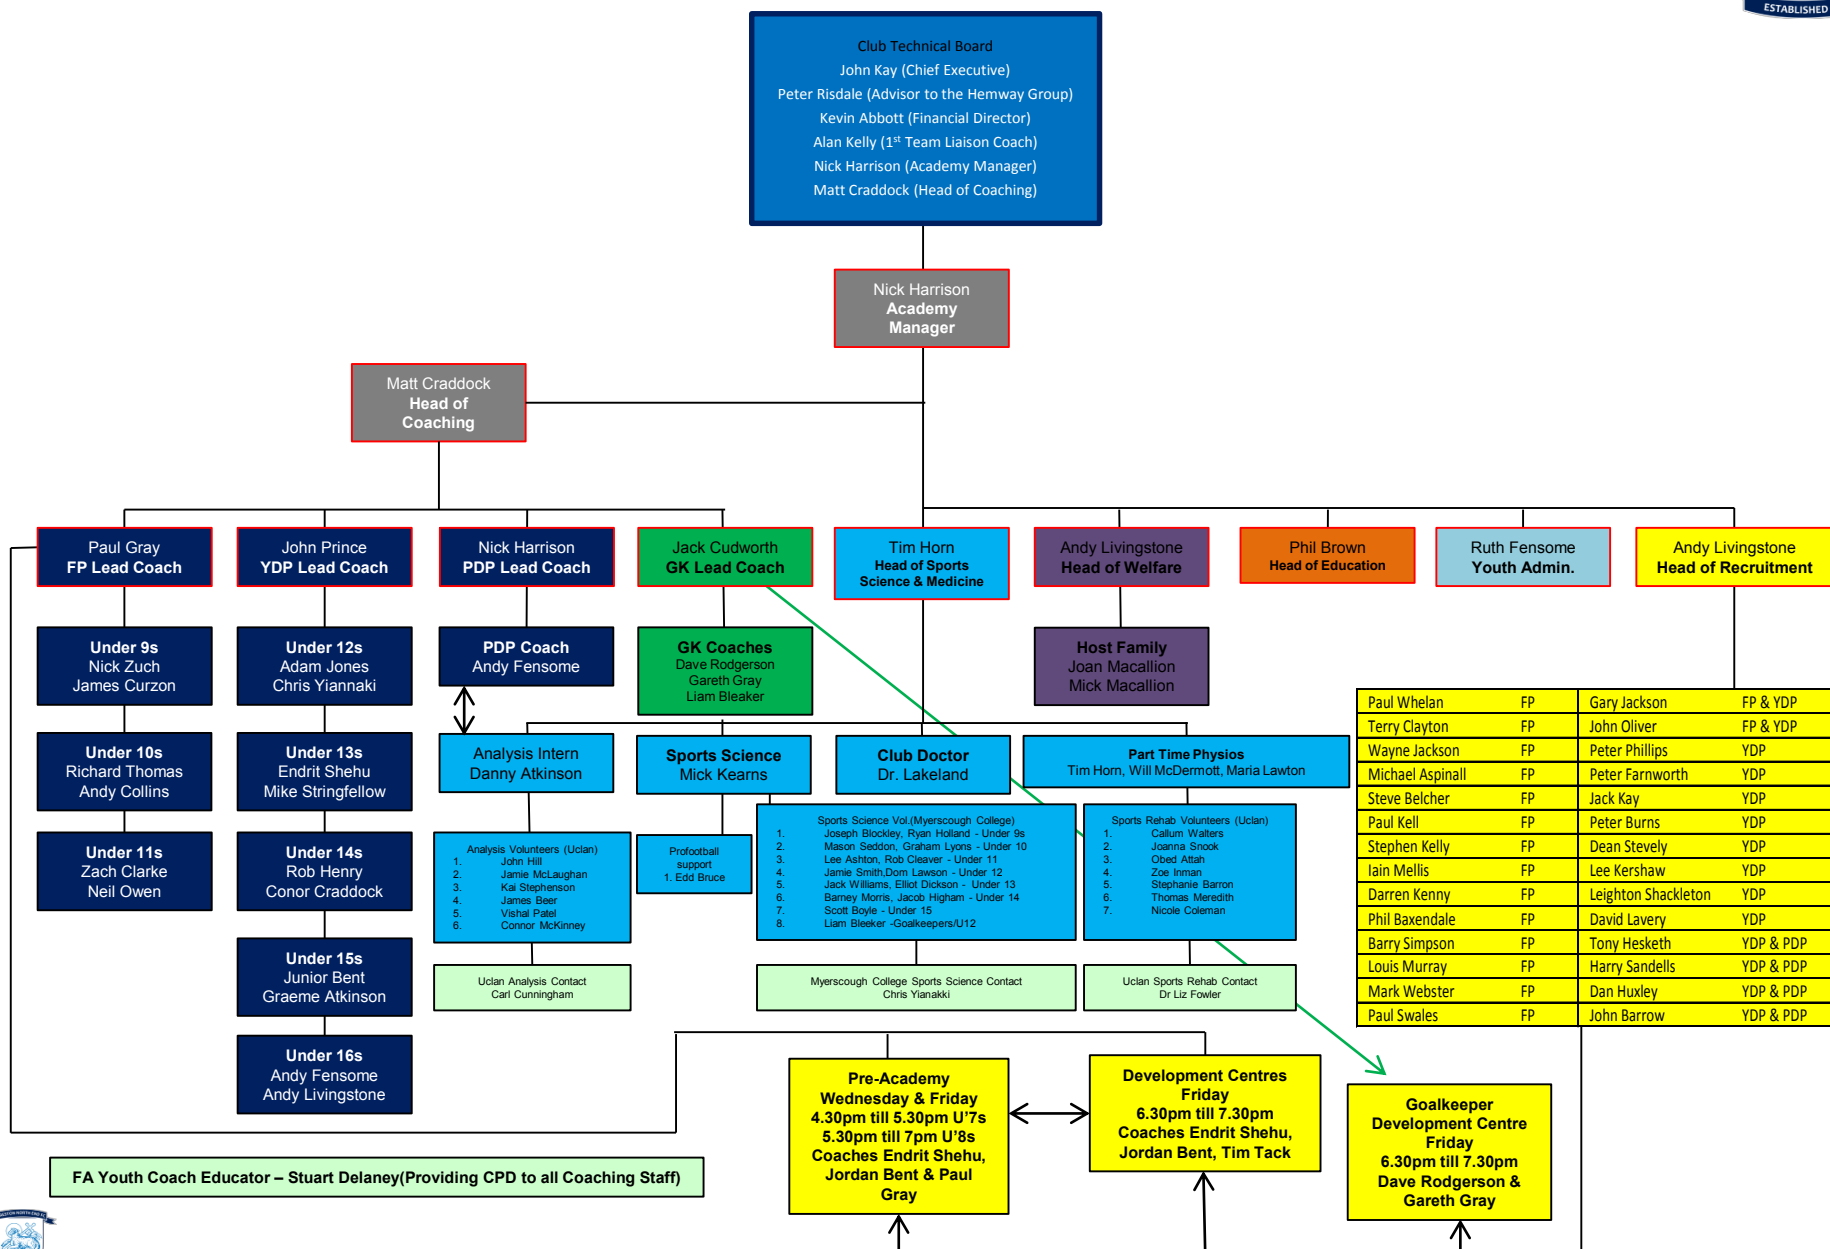 ESTABLISHED
Club Technical Board
John Kay (Chief Executive)
Peter Risdale (Advisor to the Hemway Group)
Kevin Abbott (Financial Director)
Alan Kelly (1st Team Liaison Coach)
Nick Harrison (Academy Manager)
Matt Craddock (Head of Coaching)
Nick Harrison
Academy
Manager
Matt Craddock
Head of
Coaching
Paul Gray
FP Lead Coach
John Prince
YDP Lead Coach
Nick Harrison
PDP Lead Coach
Jack Cudworth
GK Lead Coach
Tim Horn
Head of Sports
Science & Medicine
Andy Livingstone
Head of Welfare
Phil Brown
Head of Education
Ruth Fensome
Youth Admin.
Andy Livingstone
Head of Recruitment
Under 9s
Nick Zuch
James Curzon
Under 12s
Adam Jones
Chris Yiannaki
PDP Coach
Andy Fensome
GK Coaches
Dave Rodgerson
Gareth Gray
Liam Bleaker
Host Family
Joan Macallion
Mick Macallion
Under 10s
Richard Thomas
Andy Collins
Under 13s
Endrit Shehu
Mike Stringfellow
Analysis Intern
Danny Atkinson
Sports Science
Mick Kearns
Club Doctor
Dr. Lakeland
Part Time Physios
Tim Horn, Will McDermott, Maria Lawton
Under 11s
Zach Clarke
Neil Owen
Under 14s
Rob Henry
Conor Craddock
Analysis Volunteers (Uclan)
1. John Hill
2. Jamie McLaughan
3. Kai Stephenson
4. James Beer
5. Vishal Patel
6. Connor McKinney
Profootball
support
1. Edd Bruce
Sports Science Vol.(Myerscough College)
1. Joseph Blockley, Ryan Holland - Under 9s
2. Mason Seddon, Graham Lyons - Under 10
3. Lee Ashton, Rob Cleaver - Under 11
4. Jamie Smith,Dom Lawson - Under 12
5. Jack Williams, Elliot Dickson - Under 13
6. Barney Morris, Jacob Higham - Under 14
7. Scott Boyle - Under 15
8. Liam Bleeker -Goalkeepers/U12
Sports Rehab Volunteers (Uclan)
1. Callum Walters
2. Joanna Snook
3. Obed Attah
4. Zoe Inman
5. Stephanie Barron
6. Thomas Meredith
7. Nicole Coleman
Paul Whelan FP Gary Jackson FP & YDP
Terry Clayton FP John Oliver FP & YDP
Wayne Jackson FP Peter Phillips YDP
Michael Aspinall FP Peter Farnworth YDP
Steve Belcher FP Jack Kay YDP
Paul Kell FP Peter Burns YDP
Stephen Kelly FP Dean Stevely YDP
Iain Mellis FP Lee Kershaw YDP
Darren Kenny FP Leighton Shackleton YDP
Phil Baxendale FP David Lavery YDP
Barry Simpson FP Tony Hesketh YDP & PDP
Louis Murray FP Harry Sandells YDP & PDP
Mark Webster FP Dan Huxley YDP & PDP
Paul Swales FP John Barrow YDP & PDP
Under 15s
Junior Bent
Graeme Atkinson
Uclan Analysis Contact
Carl Cunningham
Myerscough College Sports Science Contact
Chris Yianakki
Uclan Sports Rehab Contact
Dr Liz Fowler
Under 16s
Andy Fensome
Andy Livingstone
Pre-Academy
Wednesday & Friday
4.30pm till 5.30pm U'7s
5.30pm till 7pm U'8s
Coaches Endrit Shehu,
Jordan Bent & Paul
Gray
Development Centres
Friday
6.30pm till 7.30pm
Coaches Endrit Shehu,
Jordan Bent, Tim Tack
Goalkeeper
Development Centre
Friday
6.30pm till 7.30pm
Dave Rodgerson &
Gareth Gray
FA Youth Coach Educator – Stuart Delaney(Providing CPD to all Coaching Staff)
PRESTON NORTH END FC